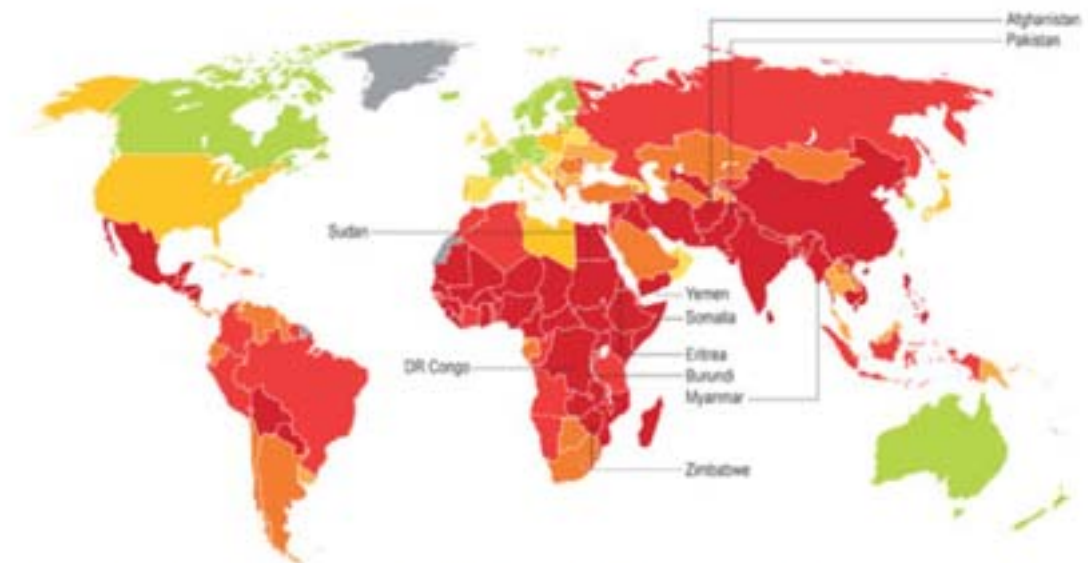 Afghanistan
Pakistan
Sudan
Yemen
Somalia
Eritrea
DR Congo
Burundi
Myanmar
Zimbabwe